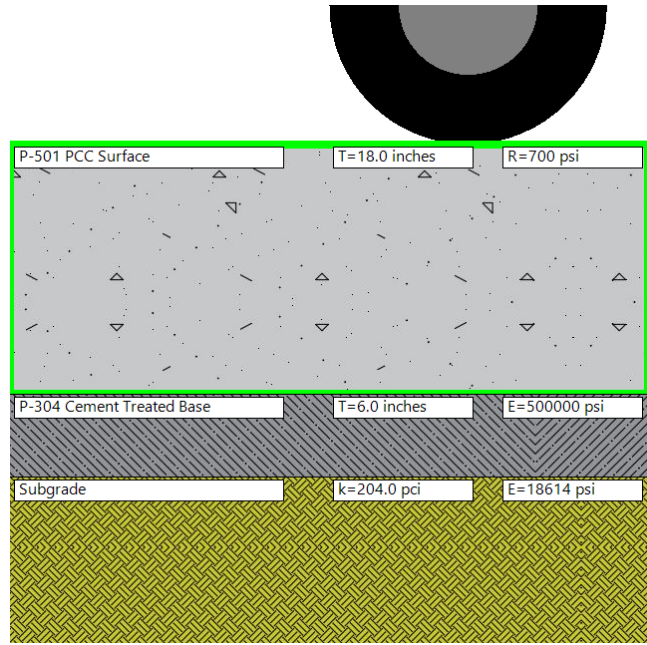 P-501 PCC Surface T=18.0 inches R=700 psi
P-304 Cement Treated Base T=6.0 inches E=500000 psi
Subgrade k=204.0 pci E=18614 psi